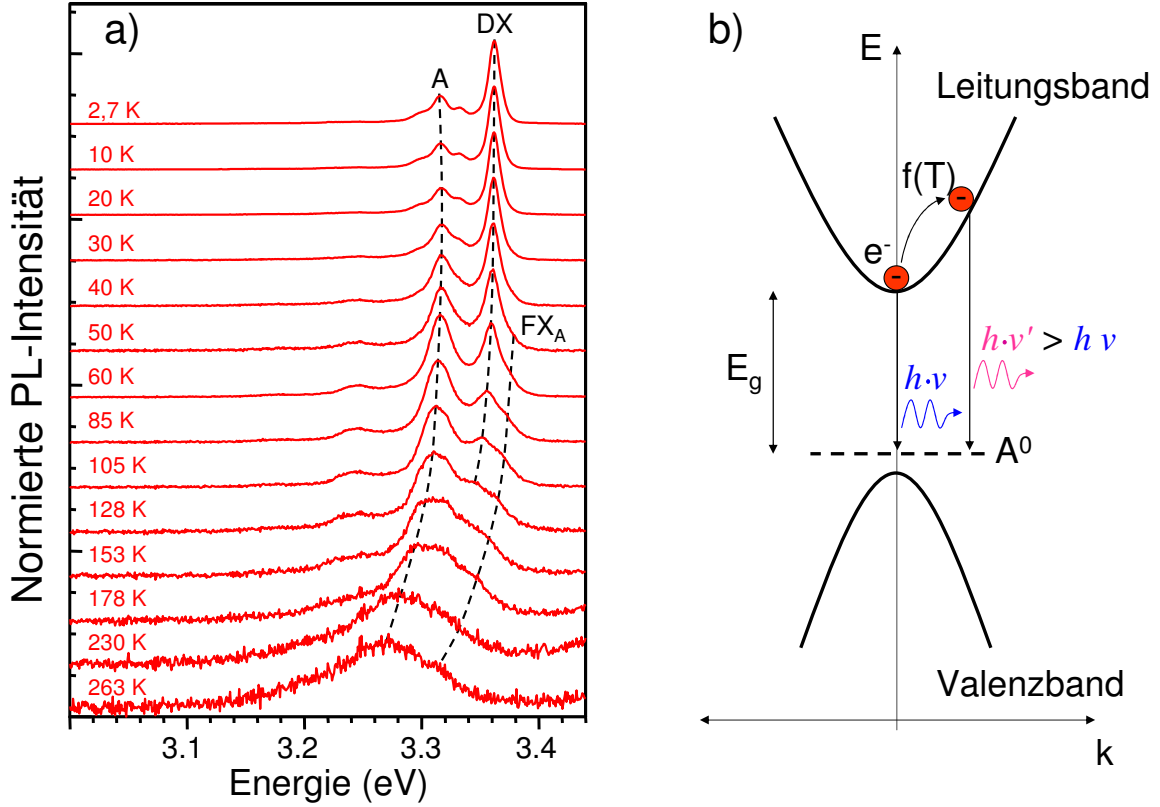 a)
DX
A
2,7 K
10 K
20 K
30 K
40 K
50 K
FX_A
60 K
85 K
105 K
128 K
153 K
178 K
230 K
263 K
3.1 3.2 3.3 3.4
Energie (eV)
Normierte PL-Intensität
b)
E
Leitungsband
f(T)
-
e⁻
-
h·ν' > h ν
h·ν
E_g
A⁰
Valenzband
k